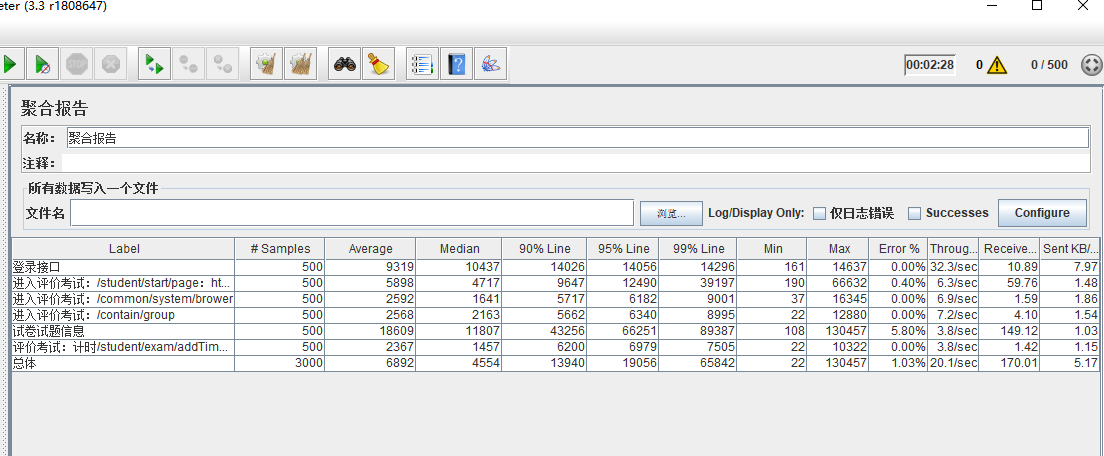 eter (3.3 r1808647)
STOP
00:02:28 0 0 / 500
聚合报告
名称： 聚合报告
注释：
所有数据写入一个文件
文件名 浏览... Log/Display Only: 仅日志错误 Successes Configure
Label # Samples Average Median 90% Line 95% Line 99% Line Min Max Error % Throug... Receive... Sent KB/...
登录接口 500 9319 10437 14026 14056 14296 161 14637 0.00% 32.3/sec 10.89 7.97
进入评价考试：/student/start/page：ht... 500 5898 4717 9647 12490 39197 190 66632 0.40% 6.3/sec 59.76 1.48
进入评价考试：/common/system/brower 500 2592 1641 5717 6182 9001 37 16345 0.00% 6.9/sec 1.59 1.86
进入评价考试：/contain/group 500 2568 2163 5662 6340 8995 22 12880 0.00% 7.2/sec 4.10 1.54
试卷试题信息 500 18609 11807 43256 66251 89387 108 130457 5.80% 3.8/sec 149.12 1.03
评价考试：计时/student/exam/addTim... 500 2367 1457 6200 6979 7505 22 10322 0.00% 3.8/sec 1.42 1.15
总体 3000 6892 4554 13940 19056 65842 22 130457 1.03% 20.1/sec 170.01 5.17